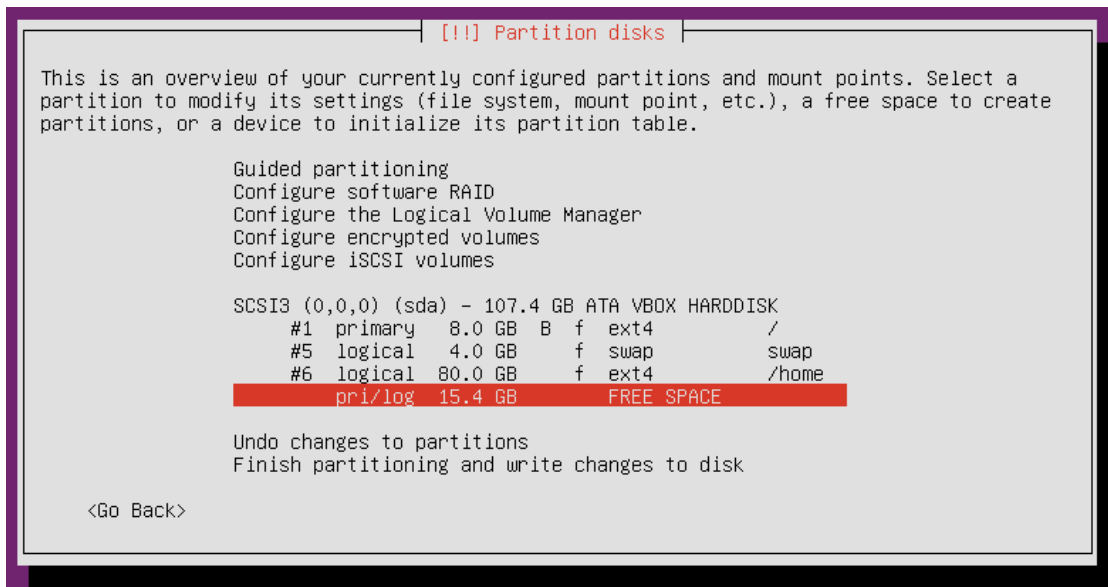 [!!] Partition disks
This is an overview of your currently configured partitions and mount points. Select a
partition to modify its settings (file system, mount point, etc.), a free space to create
partitions, or a device to initialize its partition table.
Guided partitioning
Configure software RAID
Configure the Logical Volume Manager
Configure encrypted volumes
Configure iSCSI volumes
SCSI3 (0,0,0) (sda) - 107.4 GB ATA VBOX HARDDISK
#1 primary 8.0 GB B f ext4 /
#5 logical 4.0 GB f swap swap
#6 logical 80.0 GB f ext4 /home
pri/log 15.4 GB FREE SPACE
Undo changes to partitions
Finish partitioning and write changes to disk
<Go Back>